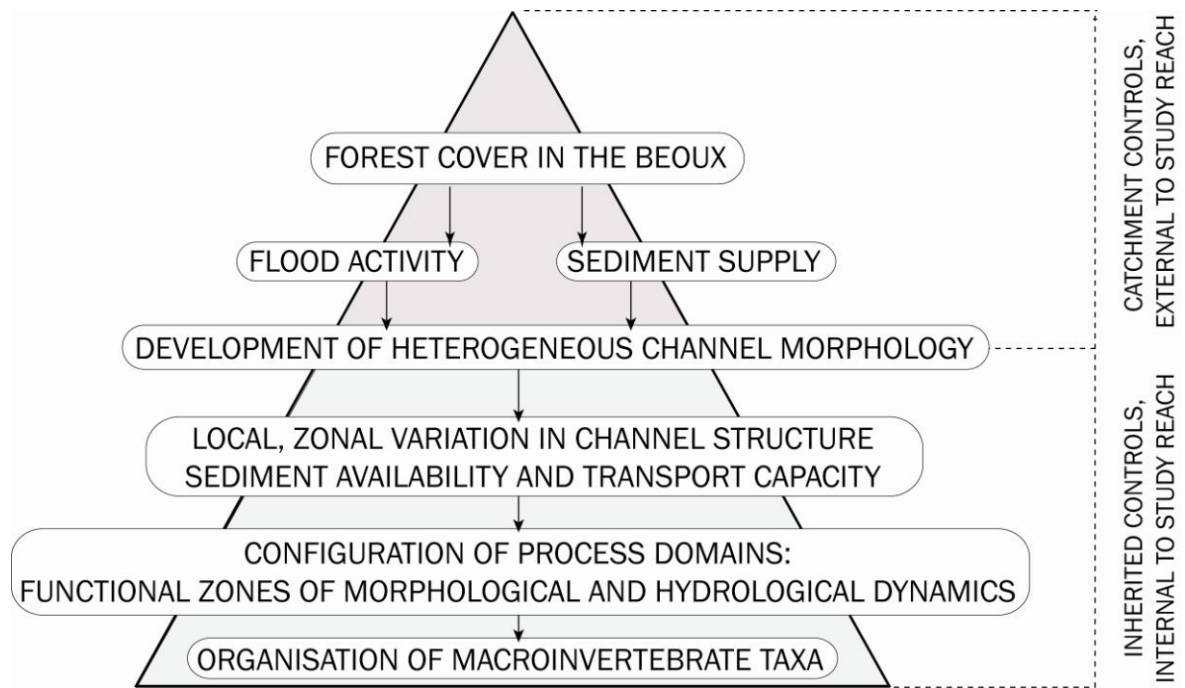 FOREST COVER IN THE BEOUX
FLOOD ACTIVITY
SEDIMENT SUPPLY
DEVELOPMENT OF HETEROGENEOUS CHANNEL MORPHOLOGY
LOCAL, ZONAL VARIATION IN CHANNEL STRUCTURE
SEDIMENT AVAILABILITY AND TRANSPORT CAPACITY
CONFIGURATION OF PROCESS DOMAINS:
FUNCTIONAL ZONES OF MORPHOLOGICAL AND HYDROLOGICAL DYNAMICS
ORGANISATION OF MACROINVERTEBRATE TAXA
CATCHMENT CONTROLS,
EXTERNAL TO STUDY REACH
INHERITED CONTROLS,
INTERNAL TO STUDY REACH